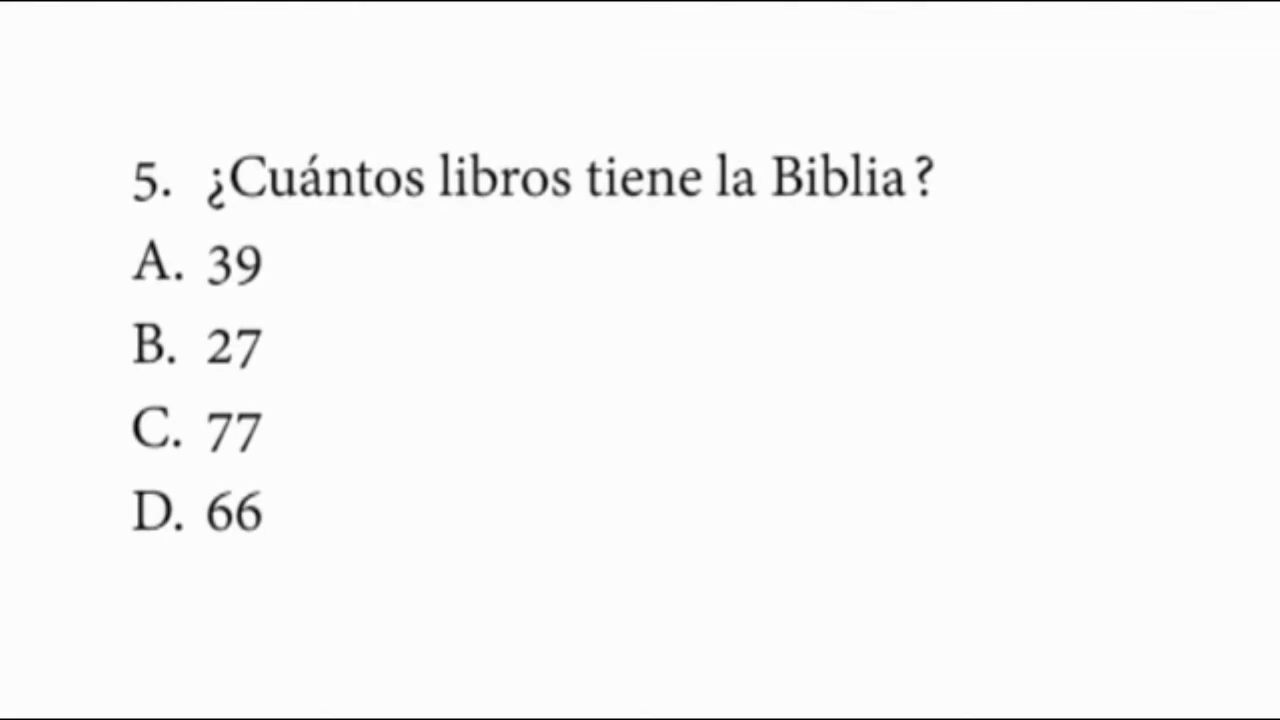 5. ¿Cuántos libros tiene la Biblia?
A. 39
B. 27
C. 77
D. 66